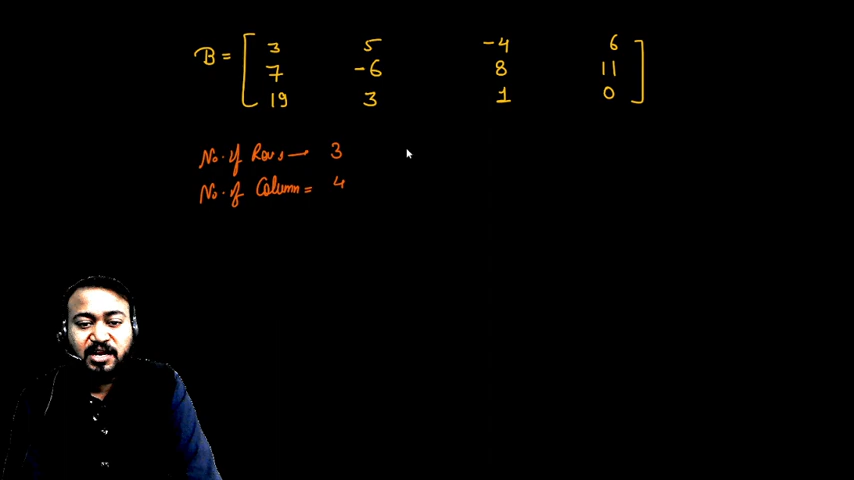 B = [ 3 5 -4 6
7 -6 8 11
19 3 1 0 ]
No. of Rows → 3
No. of Column = 4